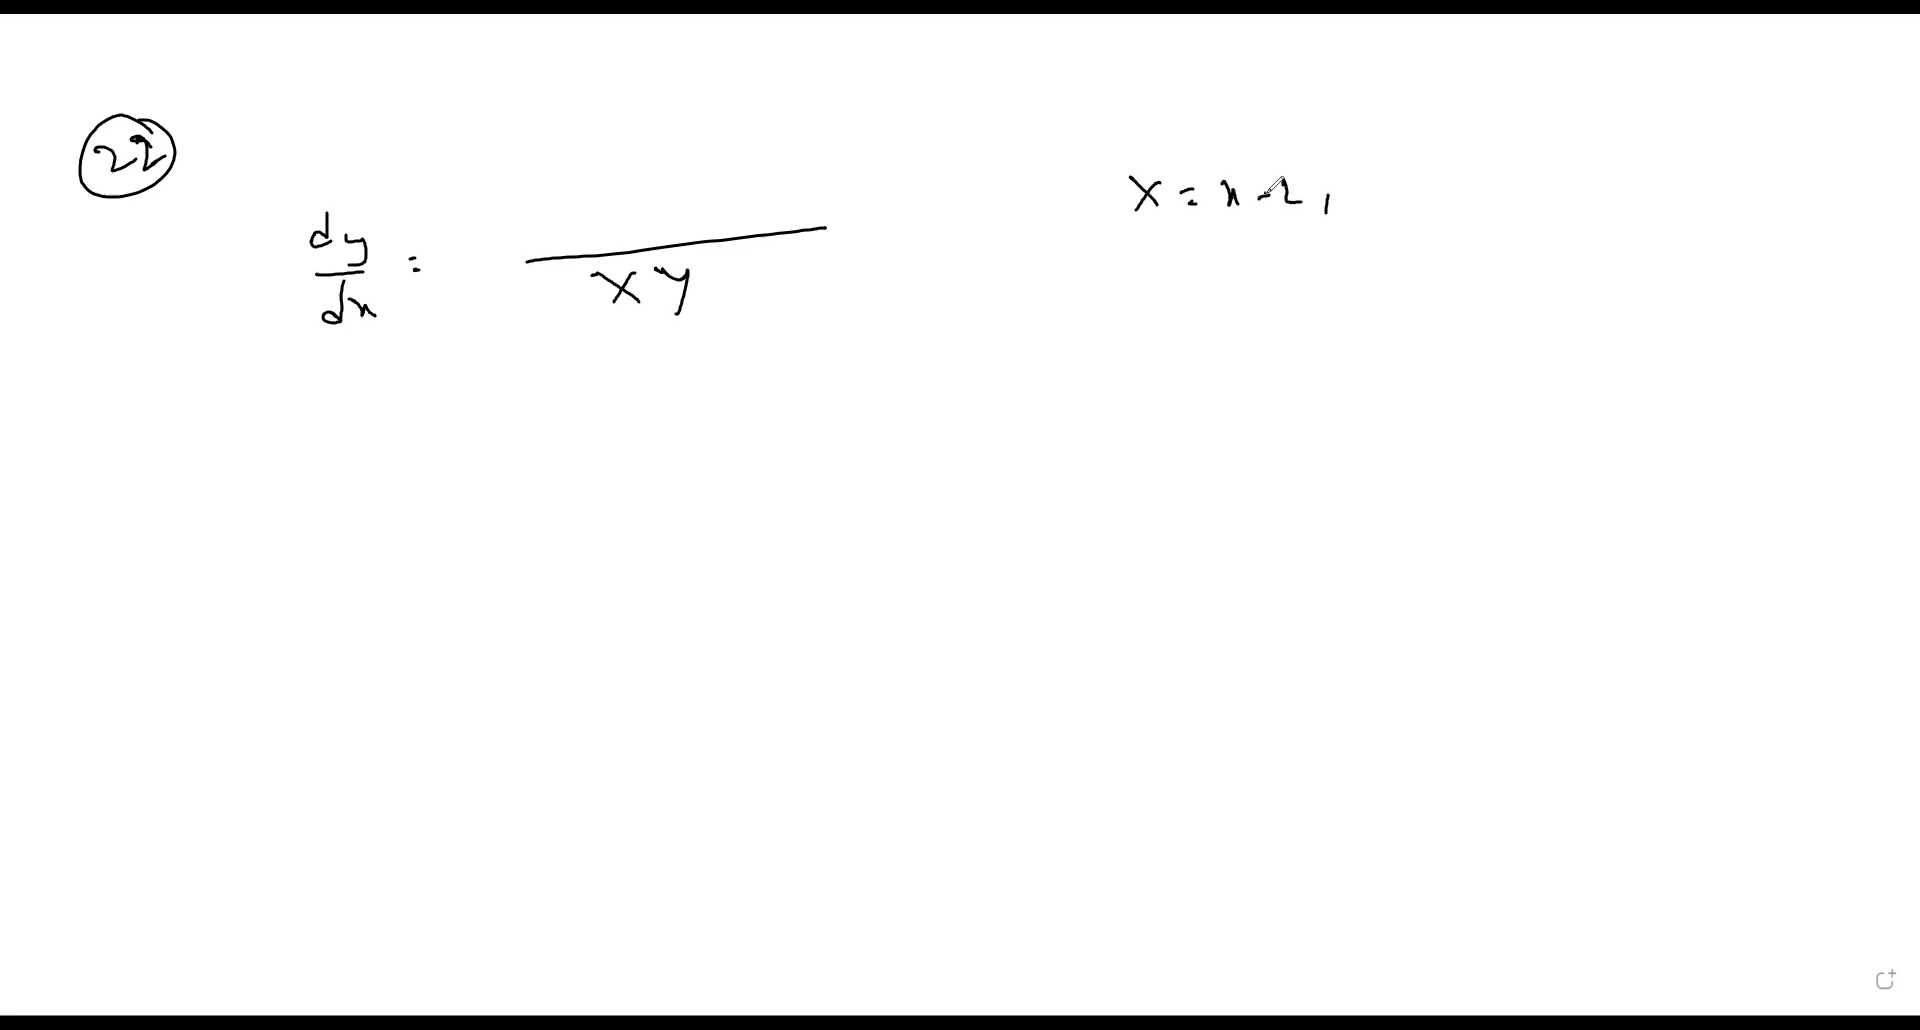 22
X = x-2,
dy/dx = ―/XY